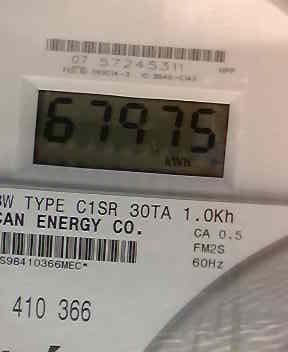 07 57245311
67975
kWh
3W TYPE C1SR 30TA 1.0Kh
CAN ENERGY CO.
CA 0.5
FM2S
60Hz
S96410366MEC*
410 366